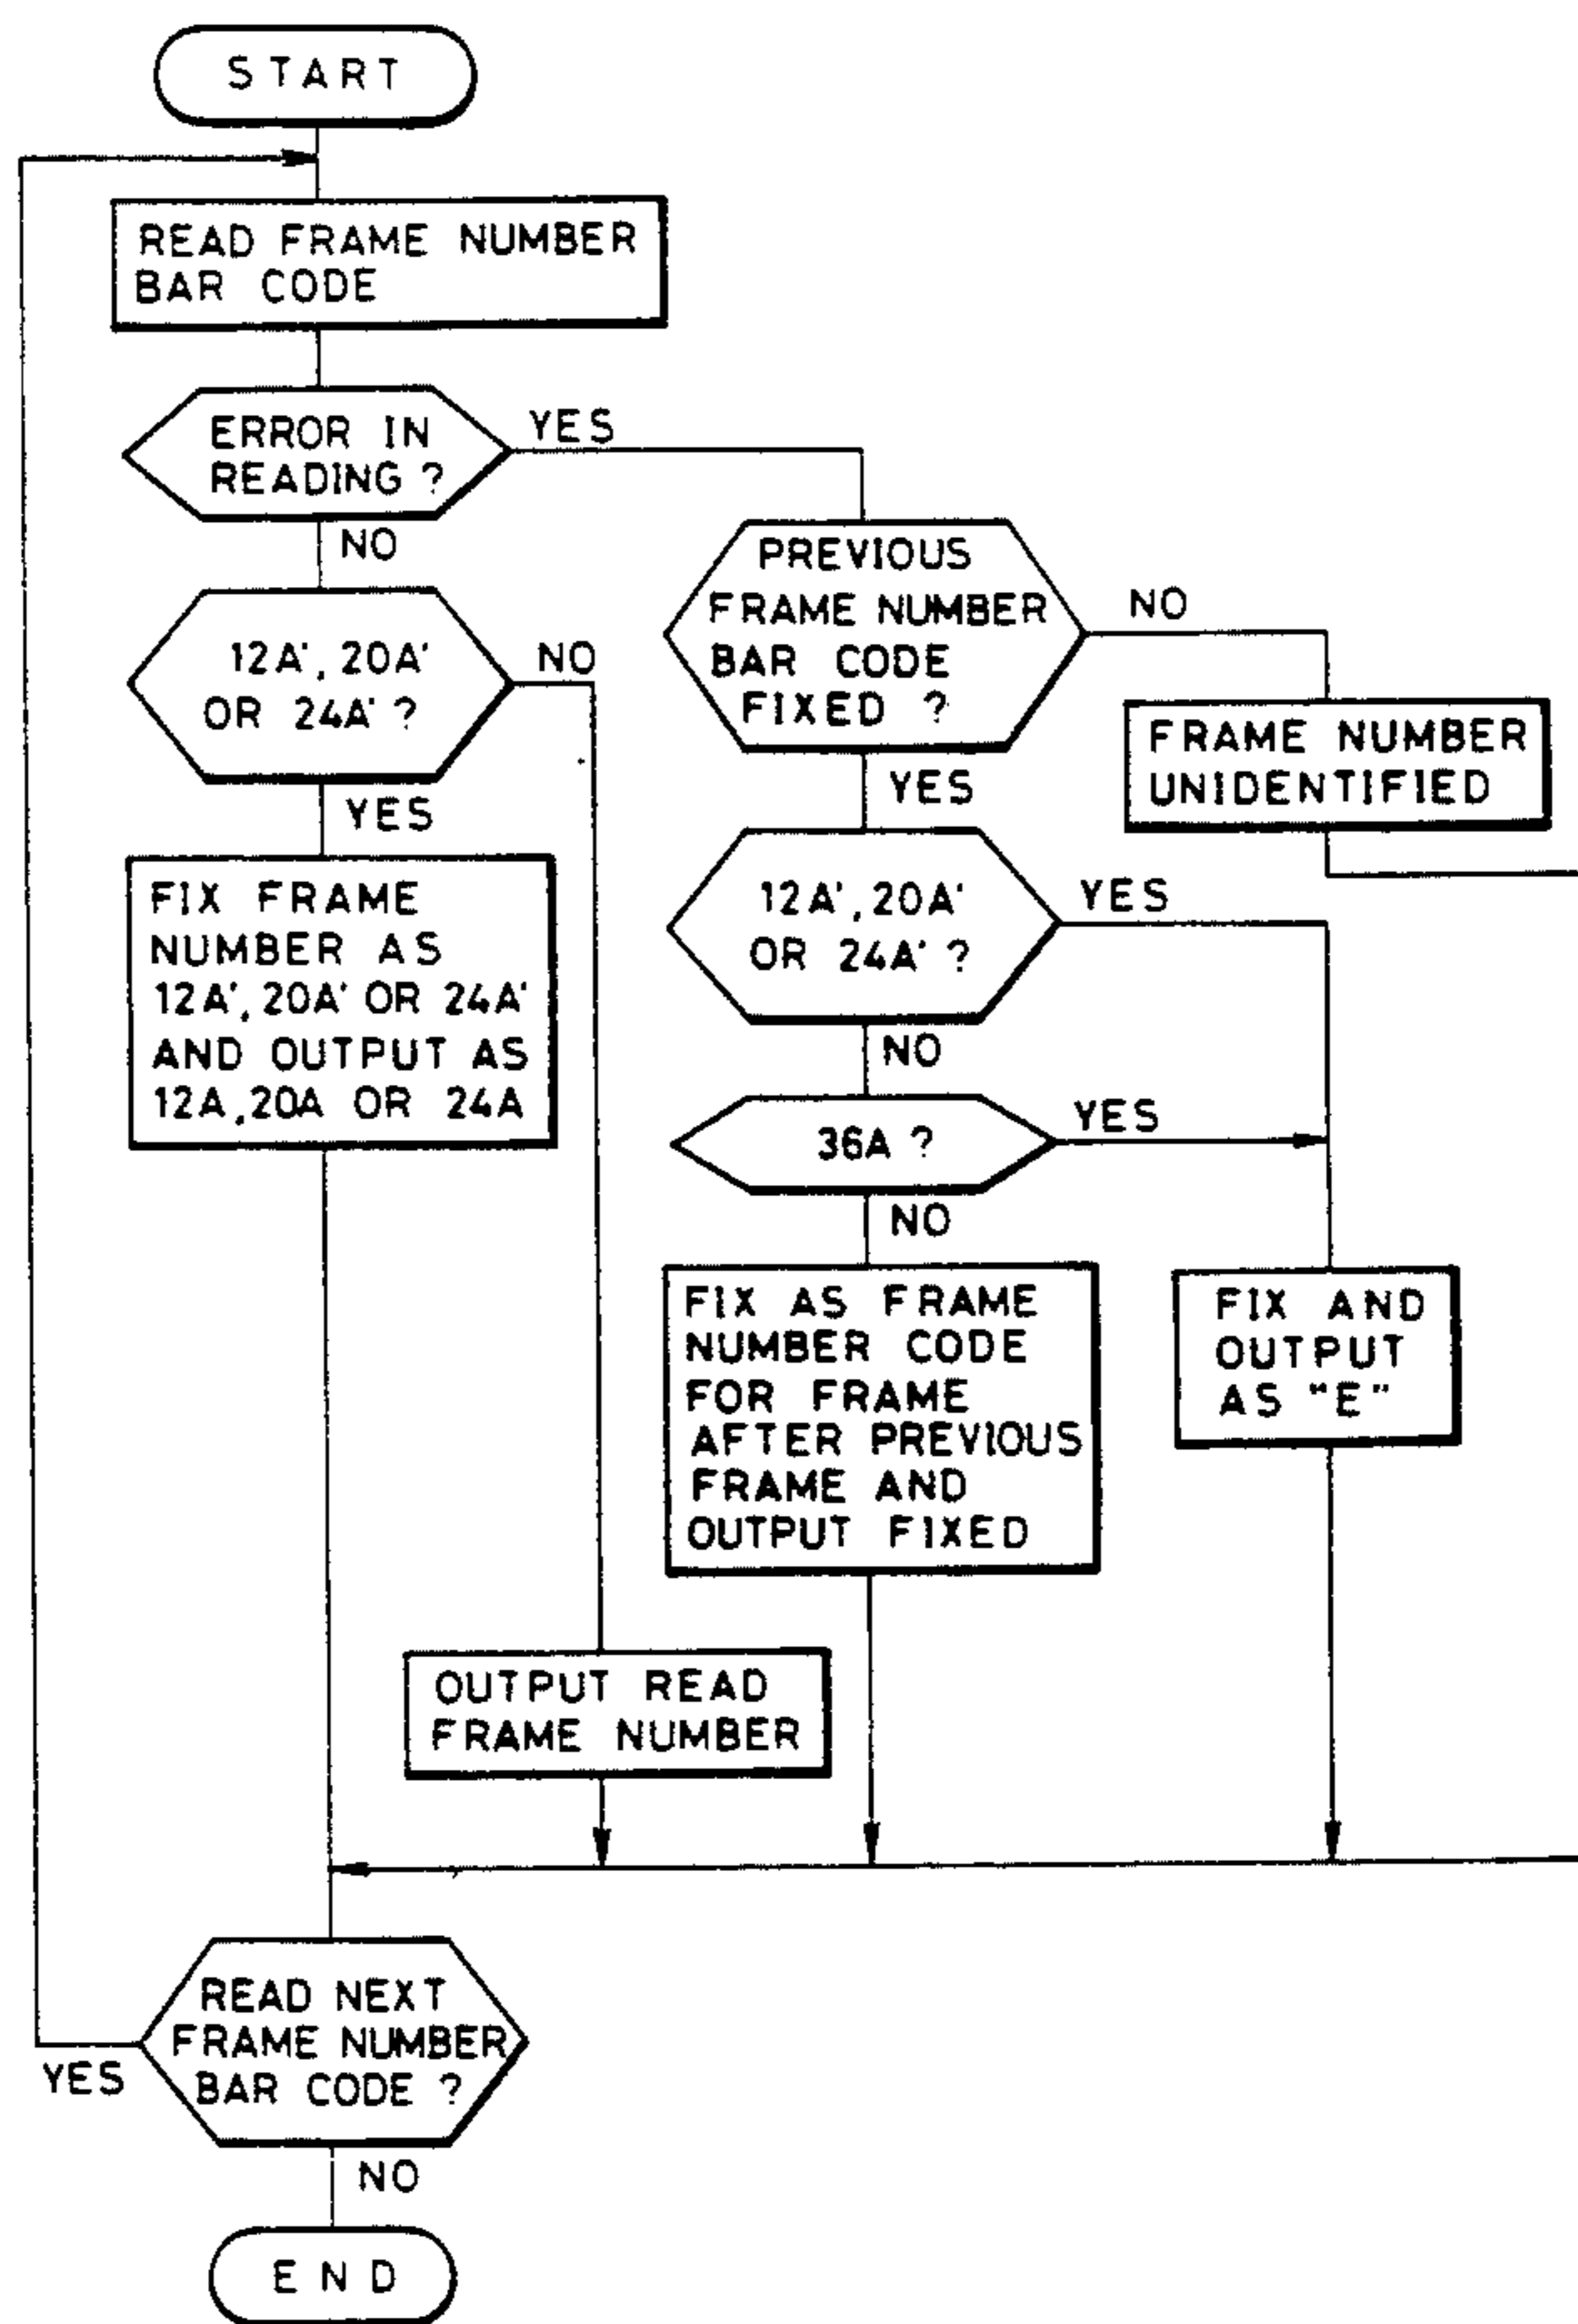 START
READ FRAME NUMBER
BAR CODE
ERROR IN
READING ?
YES
NO
12A', 20A'
OR 24A' ?
NO
YES
FIX FRAME
NUMBER AS
12A', 20A' OR 24A'
AND OUTPUT AS
12A, 20A OR 24A
PREVIOUS
FRAME NUMBER
BAR CODE
FIXED ?
NO
YES
FRAME NUMBER
UNIDENTIFIED
12A', 20A'
OR 24A' ?
YES
NO
36A ?
YES
NO
FIX AS FRAME
NUMBER CODE
FOR FRAME
AFTER PREVIOUS
FRAME AND
OUTPUT FIXED
FIX AND
OUTPUT
AS "E"
OUTPUT READ
FRAME NUMBER
READ NEXT
FRAME NUMBER
BAR CODE ?
YES
NO
END